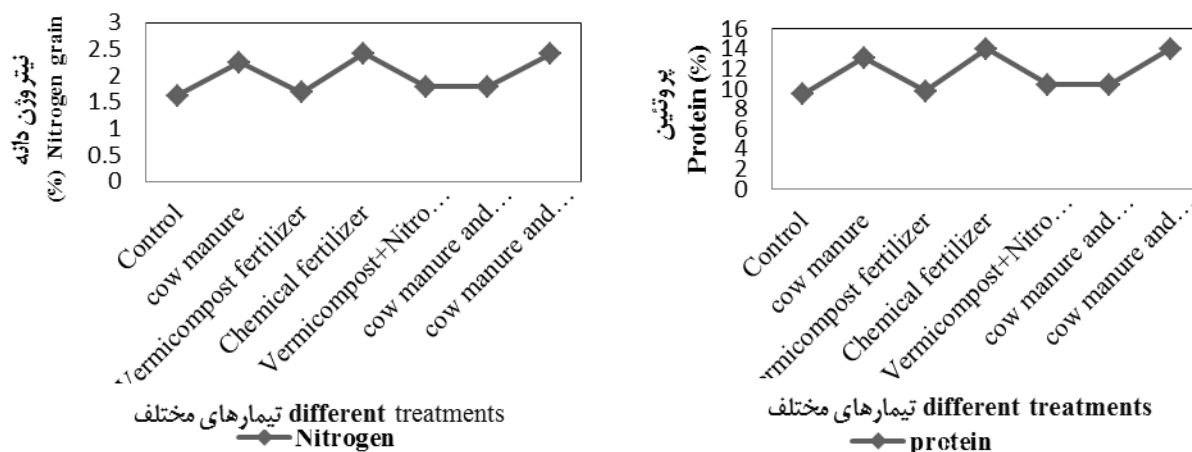 3
2.5
2
1.5
1
0.5
0
نیتروژن دانه
(%) Nitrogen grain
Control
cow manure
Vermicompost fertilizer
Chemical fertilizer
Vermicompost+Nitro…
cow manure and…
cow manure and…
تیمارهای مختلف different treatments
Nitrogen
16
14
12
10
8
6
4
2
0
پروتئین
Protein (%)
Control
cow manure
ermicompost fertilizer
Chemical fertilizer
Vermicompost+Nitro…
cow manure and…
cow manure and…
تیمارهای مختلف different treatments
protein